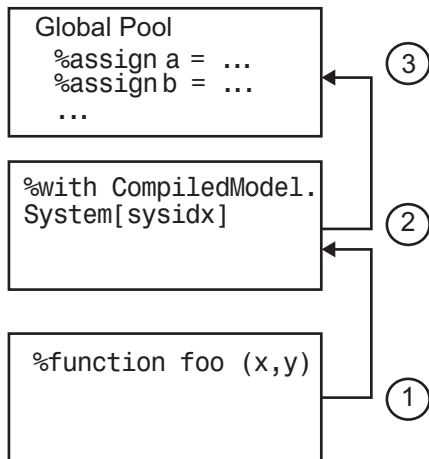 Global Pool
%assign a = ...
%assign b = ...
...
3
%with CompiledModel.
System[sysidx]
2
%function foo (x,y)
1